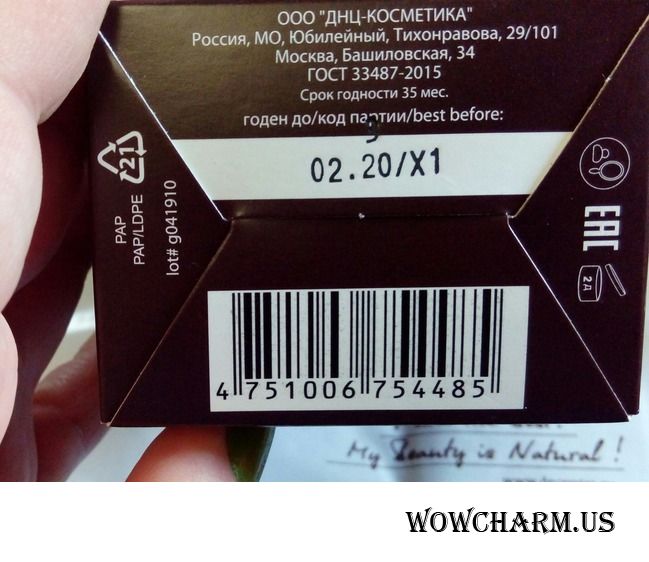 ООО "ДНЦ-КОСМЕТИКА"
Россия, МО, Юбилейный, Тихонравова, 29/101
Москва, Башиловская, 34
ГОСТ 33487-2015
Срок годности 35 мес.
годен до/код партии/best before:
02.20/X1
21
PAP
PAP/LDPE
lot# g041910
EAC
2 Д
4 751006 754485
My Beauty is Natural !
WOWCHARM.US